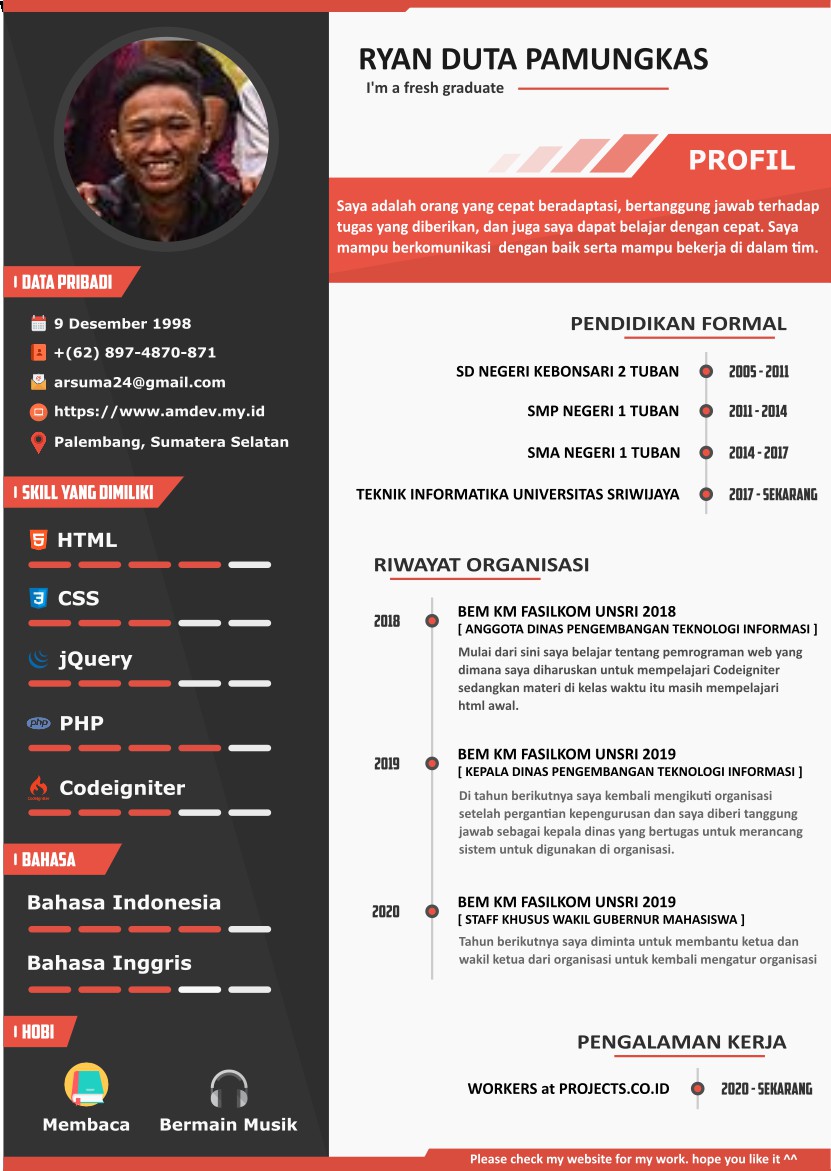 RYAN DUTA PAMUNGKAS
I'm a fresh graduate
PROFIL
Saya adalah orang yang cepat beradaptasi, bertanggung jawab terhadap
tugas yang diberikan, dan juga saya dapat belajar dengan cepat. Saya
mampu berkomunikasi dengan baik serta mampu bekerja di dalam tim.
DATA PRIBADI
9 Desember 1998
+(62) 897-4870-871
arsuma24@gmail.com
https://www.amdev.my.id
Palembang, Sumatera Selatan
SKILL YANG DIMILIKI
HTML
CSS
jQuery
PHP
Codeigniter
BAHASA
Bahasa Indonesia
Bahasa Inggris
HOBI
Membaca
Bermain Musik
PENDIDIKAN FORMAL
SD NEGERI KEBONSARI 2 TUBAN 2005 - 2011
SMP NEGERI 1 TUBAN 2011 - 2014
SMA NEGERI 1 TUBAN 2014 - 2017
TEKNIK INFORMATIKA UNIVERSITAS SRIWIJAYA 2017 - SEKARANG
RIWAYAT ORGANISASI
2018 BEM KM FASILKOM UNSRI 2018
[ ANGGOTA DINAS PENGEMBANGAN TEKNOLOGI INFORMASI ]
Mulai dari sini saya belajar tentang pemrograman web yang
dimana saya diharuskan untuk mempelajari Codeigniter
sedangkan materi di kelas waktu itu masih mempelajari
html awal.
2019 BEM KM FASILKOM UNSRI 2019
[ KEPALA DINAS PENGEMBANGAN TEKNOLOGI INFORMASI ]
Di tahun berikutnya saya kembali mengikuti organisasi
setelah pergantian kepengurusan dan saya diberi tanggung
jawab sebagai kepala dinas yang bertugas untuk merancang
sistem untuk digunakan di organisasi.
2020 BEM KM FASILKOM UNSRI 2019
[ STAFF KHUSUS WAKIL GUBERNUR MAHASISWA ]
Tahun berikutnya saya diminta untuk membantu ketua dan
wakil ketua dari organisasi untuk kembali mengatur organisasi
PENGALAMAN KERJA
WORKERS at PROJECTS.CO.ID 2020 - SEKARANG
Please check my website for my work. hope you like it ^^